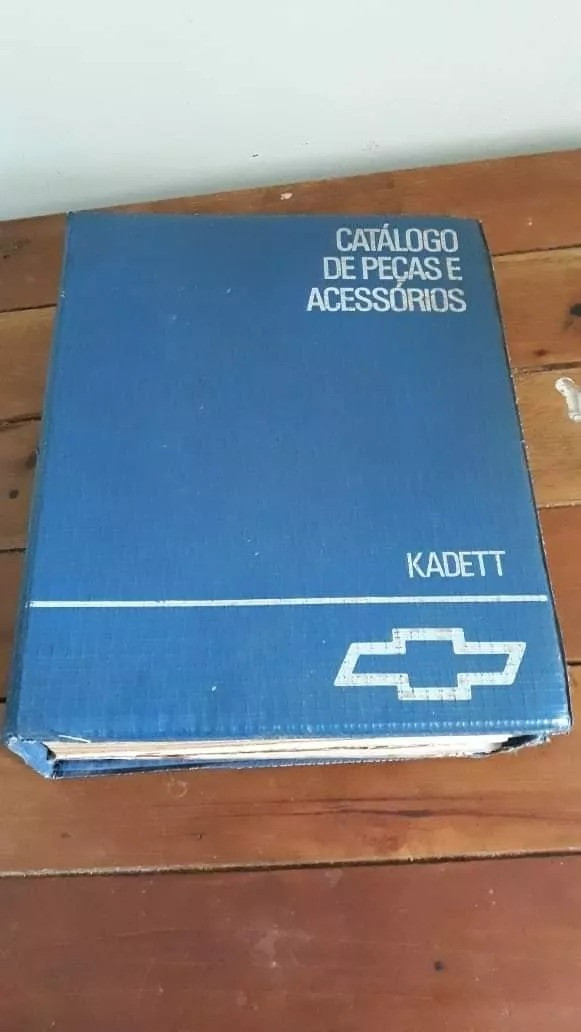 CATÁLOGO
DE PEÇAS E
ACESSÓRIOS
KADETT